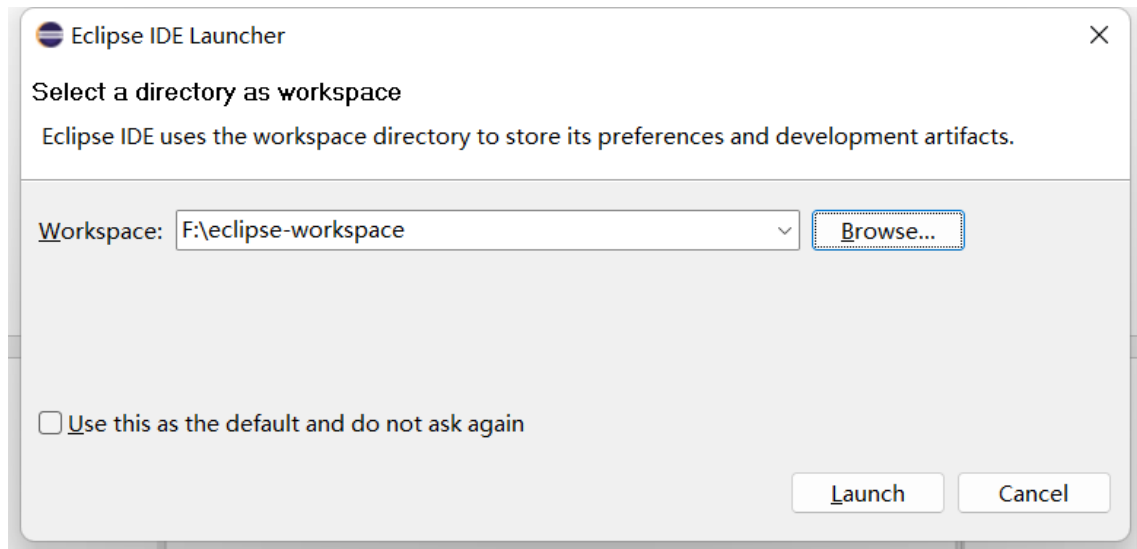 Eclipse IDE Launcher
Select a directory as workspace
Eclipse IDE uses the workspace directory to store its preferences and development artifacts.
Workspace: F:\eclipse-workspace Browse...
Use this as the default and do not ask again
Launch Cancel